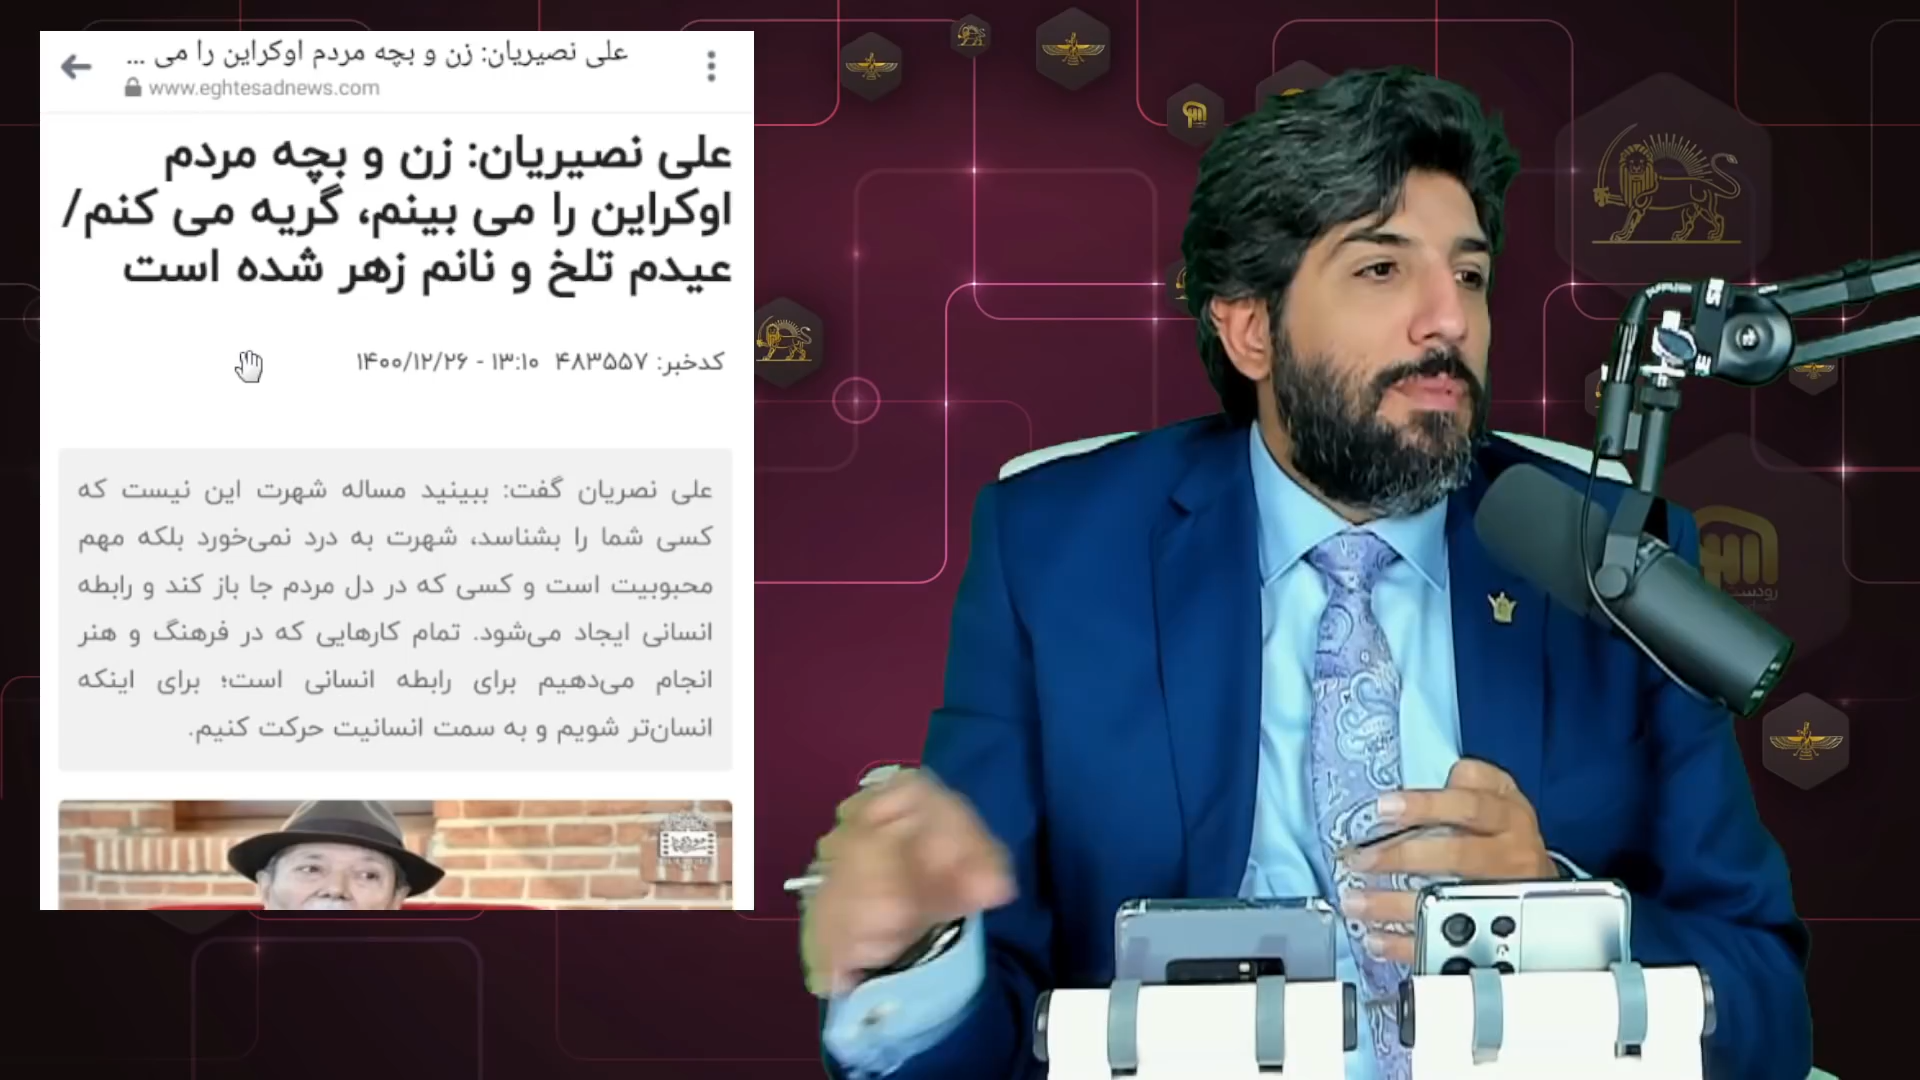 علی نصیریان: زن و بچه مردم اوکراین را می ...
www.eghtesadnews.com
علی نصیریان: زن و بچه مردم
اوکراین را می بینم، گریه می کنم/
عیدم تلخ و نانم زهر شده است
کدخبر: ۴۸۳۵۵۷ ۱۳:۱۰ - ۱۴۰۰/۱۲/۲۶
علی نصریان گفت: ببینید مساله شهرت این نیست که
کسی شما را بشناسد، شهرت به درد نمی‌خورد بلکه مهم
محبوبیت است و کسی که در دل مردم جا باز کند و رابطه
انسانی ایجاد می‌شود. تمام کارهایی که در فرهنگ و هنر
انجام می‌دهیم برای رابطه انسانی است؛ برای اینکه
انسان‌تر شویم و به سمت انسانیت حرکت کنیم.